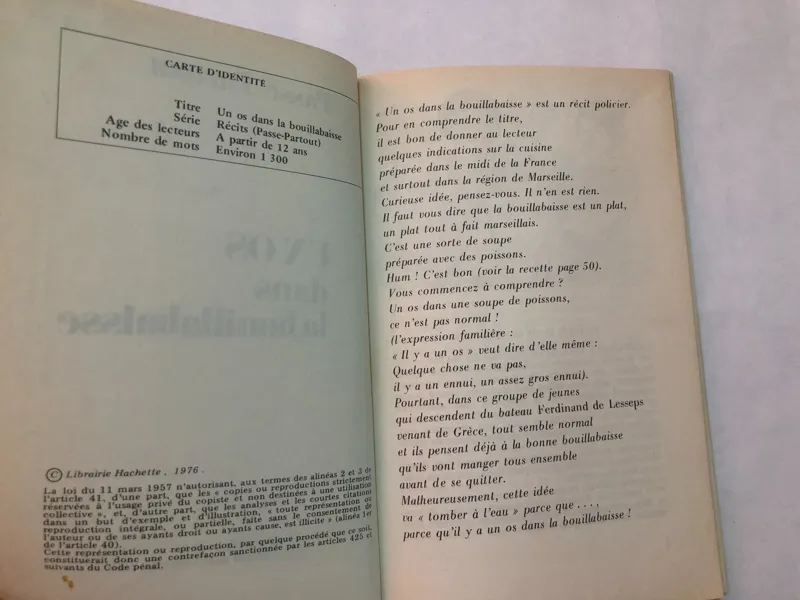 CARTE D'IDENTITÉ
Titre Un os dans la bouillabaisse
Série Récits (Passe-Partout)
Age des lecteurs A partir de 12 ans
Nombre de mots Environ 1 300
© Librairie Hachette, 1976.
La loi du 11 mars 1957 n'autorisant, aux termes des alinéas 2 et 3 de
l'article 41, d'une part, que les « copies ou reproductions strictement
réservées à l'usage privé du copiste et non destinées à une utilisation
collective », et, d'autre part, que les analyses et les courtes citations
dans un but d'exemple et d'illustration, « toute représentation ou
reproduction intégrale, ou partielle, faite sans le consentement de
l'auteur ou de ses ayants droit ou ayants cause, est illicite » (alinéa 1er
de l'article 40).
Cette représentation ou reproduction, par quelque procédé que ce soit,
constituerait donc une contrefaçon sanctionnée par les articles 425 et
suivants du Code pénal.
« Un os dans la bouillabaisse » est un récit policier.
Pour en comprendre le titre,
il est bon de donner au lecteur
quelques indications sur la cuisine
préparée dans le midi de la France
et surtout dans la région de Marseille.
Curieuse idée, pensez-vous. Il n'en est rien.
Il faut vous dire que la bouillabaisse est un plat,
un plat tout à fait marseillais.
C'est une sorte de soupe
préparée avec des poissons.
Hum ! C'est bon (voir la recette page 50).
Vous commencez à comprendre ?
Un os dans une soupe de poissons,
ce n'est pas normal !
(l'expression familière :
« Il y a un os » veut dire d'elle même :
Quelque chose ne va pas,
il y a un ennui, un assez gros ennui).
Pourtant, dans ce groupe de jeunes
qui descendent du bateau Ferdinand de Lesseps
venant de Grèce, tout semble normal
et ils pensent déjà à la bonne bouillabaisse
qu'ils vont manger tous ensemble
avant de se quitter.
Malheureusement, cette idée
va « tomber à l'eau » parce que ....,
parce qu'il y a un os dans la bouillabaisse !